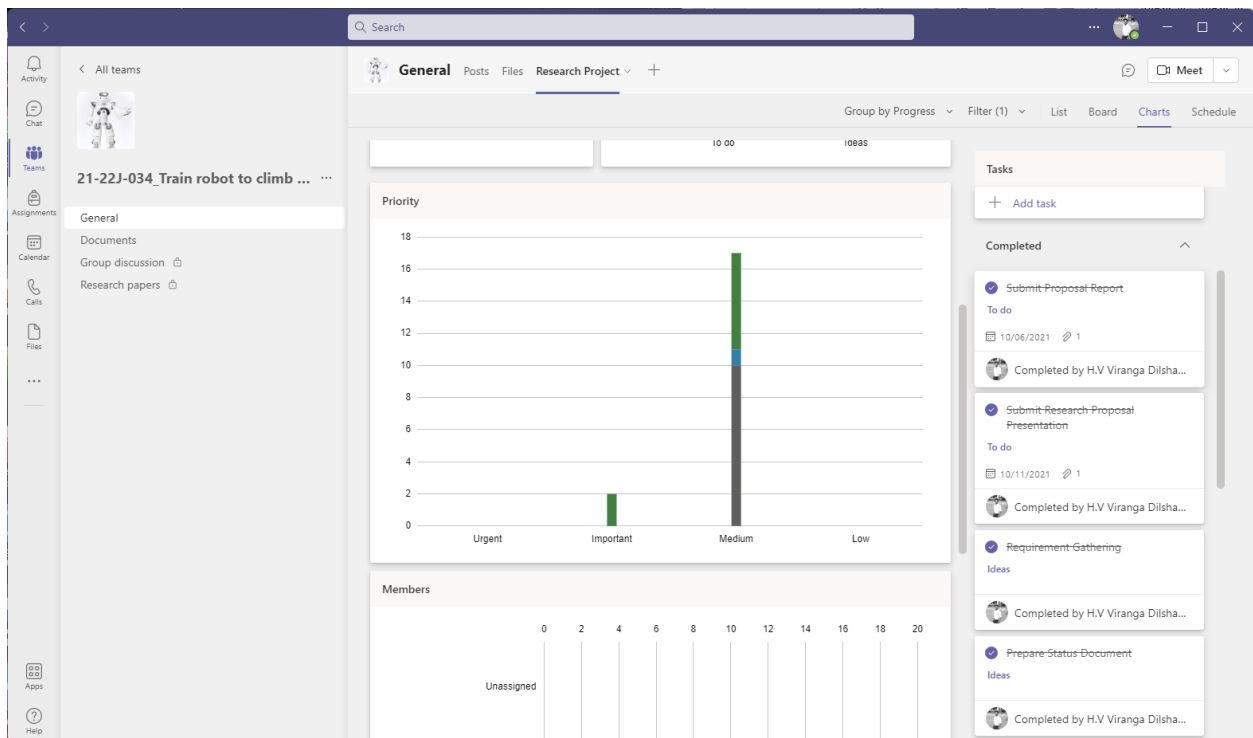 Search
Activity
Chat
Teams
Assignments
Calendar
Calls
Files
Apps
Help
All teams
21-22J-034_Train robot to climb ...
General
Documents
Group discussion
Research papers
General Posts Files Research Project
Meet
Group by Progress Filter (1) List Board Charts Schedule
To do Ideas
Priority
18
16
14
12
10
8
6
4
2
0
Urgent Important Medium Low
Members
0 2 4 6 8 10 12 14 16 18 20
Unassigned
Tasks
Add task
Completed
Submit Proposal Report
To do
10/06/2021 1
Completed by H.V Viranga Dilsha...
Submit Research Proposal
Presentation
To do
10/11/2021 1
Completed by H.V Viranga Dilsha...
Requirement Gathering
Ideas
Completed by H.V Viranga Dilsha...
Prepare Status Document
Ideas
Completed by H.V Viranga Dilsha...